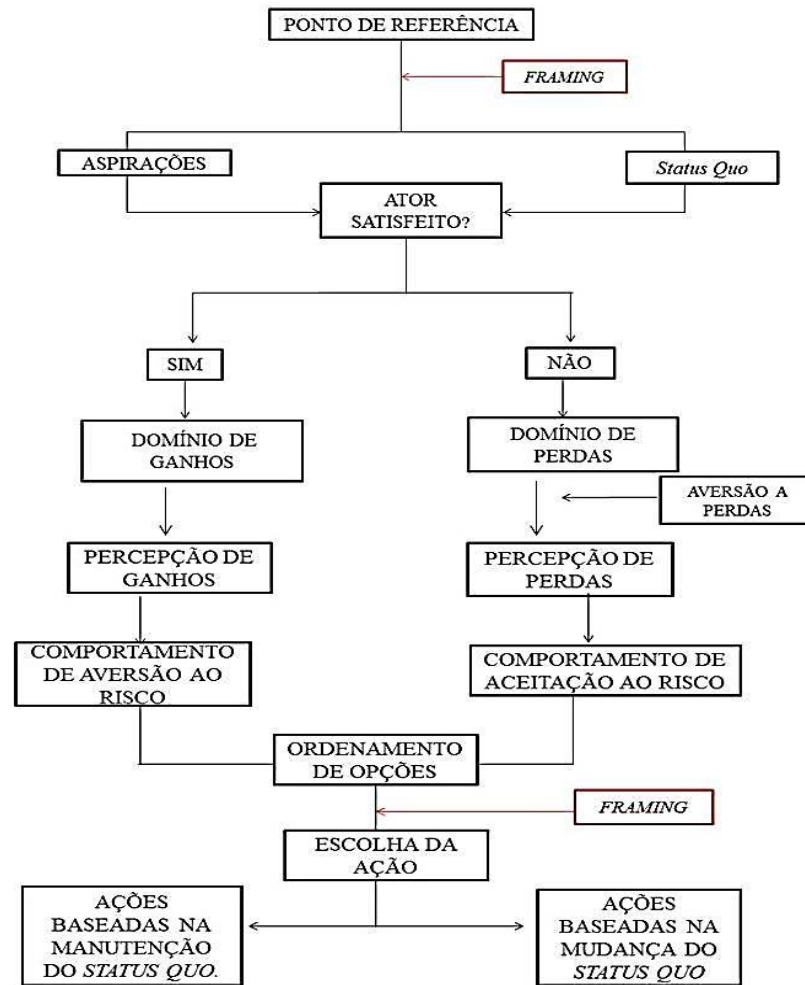 PONTO DE REFERÊNCIA
FRAMING
ASPIRAÇÕES
Status Quo
ATOR
SATISFEITO?
SIM
NÃO
DOMÍNIO DE
GANHOS
DOMÍNIO DE
PERDAS
AVERSÃO A
PERDAS
PERCEPÇÃO DE
GANHOS
PERCEPÇÃO DE
PERDAS
COMPORTAMENTO
DE AVERSÃO AO
RISCO
COMPORTAMENTO DE
ACEITAÇÃO AO RISCO
ORDENAMENTO
DE OPÇÕES
FRAMING
ESCOLHA DA
AÇÃO
AÇÕES
BASEADAS NA
MANUTENÇÃO
DO STATUS QUO.
AÇÕES
BASEADAS NA
MUDANÇA DO
STATUS QUO